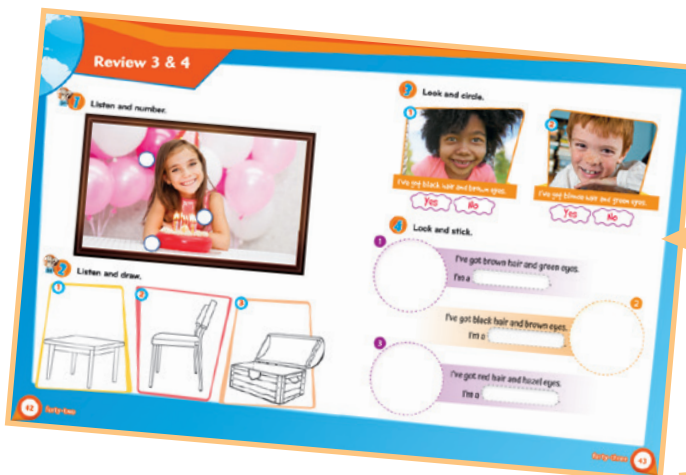 Review 3 & 4
1 Listen and number.
2 Listen and draw.
1
2
3
42 forty-two
3 Look and circle.
1
I've got black hair and brown eyes.
Yes No
2
I've got blonde hair and green eyes.
Yes No
4 Look and stick.
1
I've got brown hair and green eyes.
I'm a
2
I've got black hair and brown eyes.
I'm a
3
I've got red hair and hazel eyes.
I'm a
forty-three 43